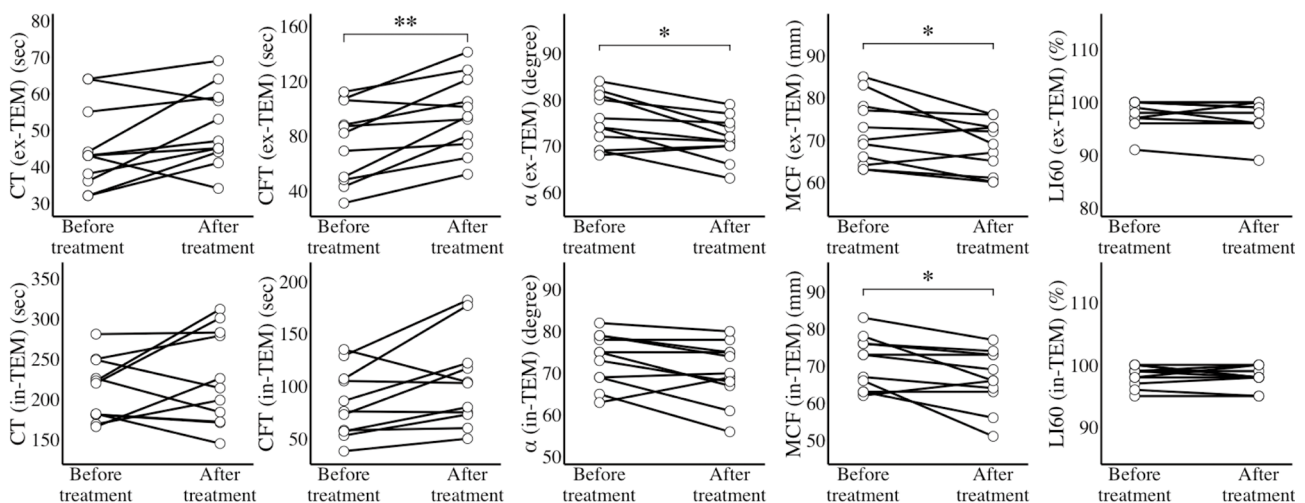 CT (ex-TEM) (sec)
80
70
60
50
40
30
Before treatment
After treatment
CFT (ex-TEM) (sec)
160
120
80
40
**
Before treatment
After treatment
α (ex-TEM) (degree)
90
80
70
60
*
Before treatment
After treatment
MCF (ex-TEM) (mm)
90
80
70
60
*
Before treatment
After treatment
LI60 (ex-TEM) (%)
110
100
90
80
Before treatment
After treatment
CT (in-TEM) (sec)
350
300
250
200
150
Before treatment
After treatment
CFT (in-TEM) (sec)
200
150
100
50
Before treatment
After treatment
α (in-TEM) (degree)
90
80
70
60
50
Before treatment
After treatment
MCF (in-TEM) (mm)
90
80
70
60
50
*
Before treatment
After treatment
LI60 (in-TEM) (%)
110
100
90
Before treatment
After treatment